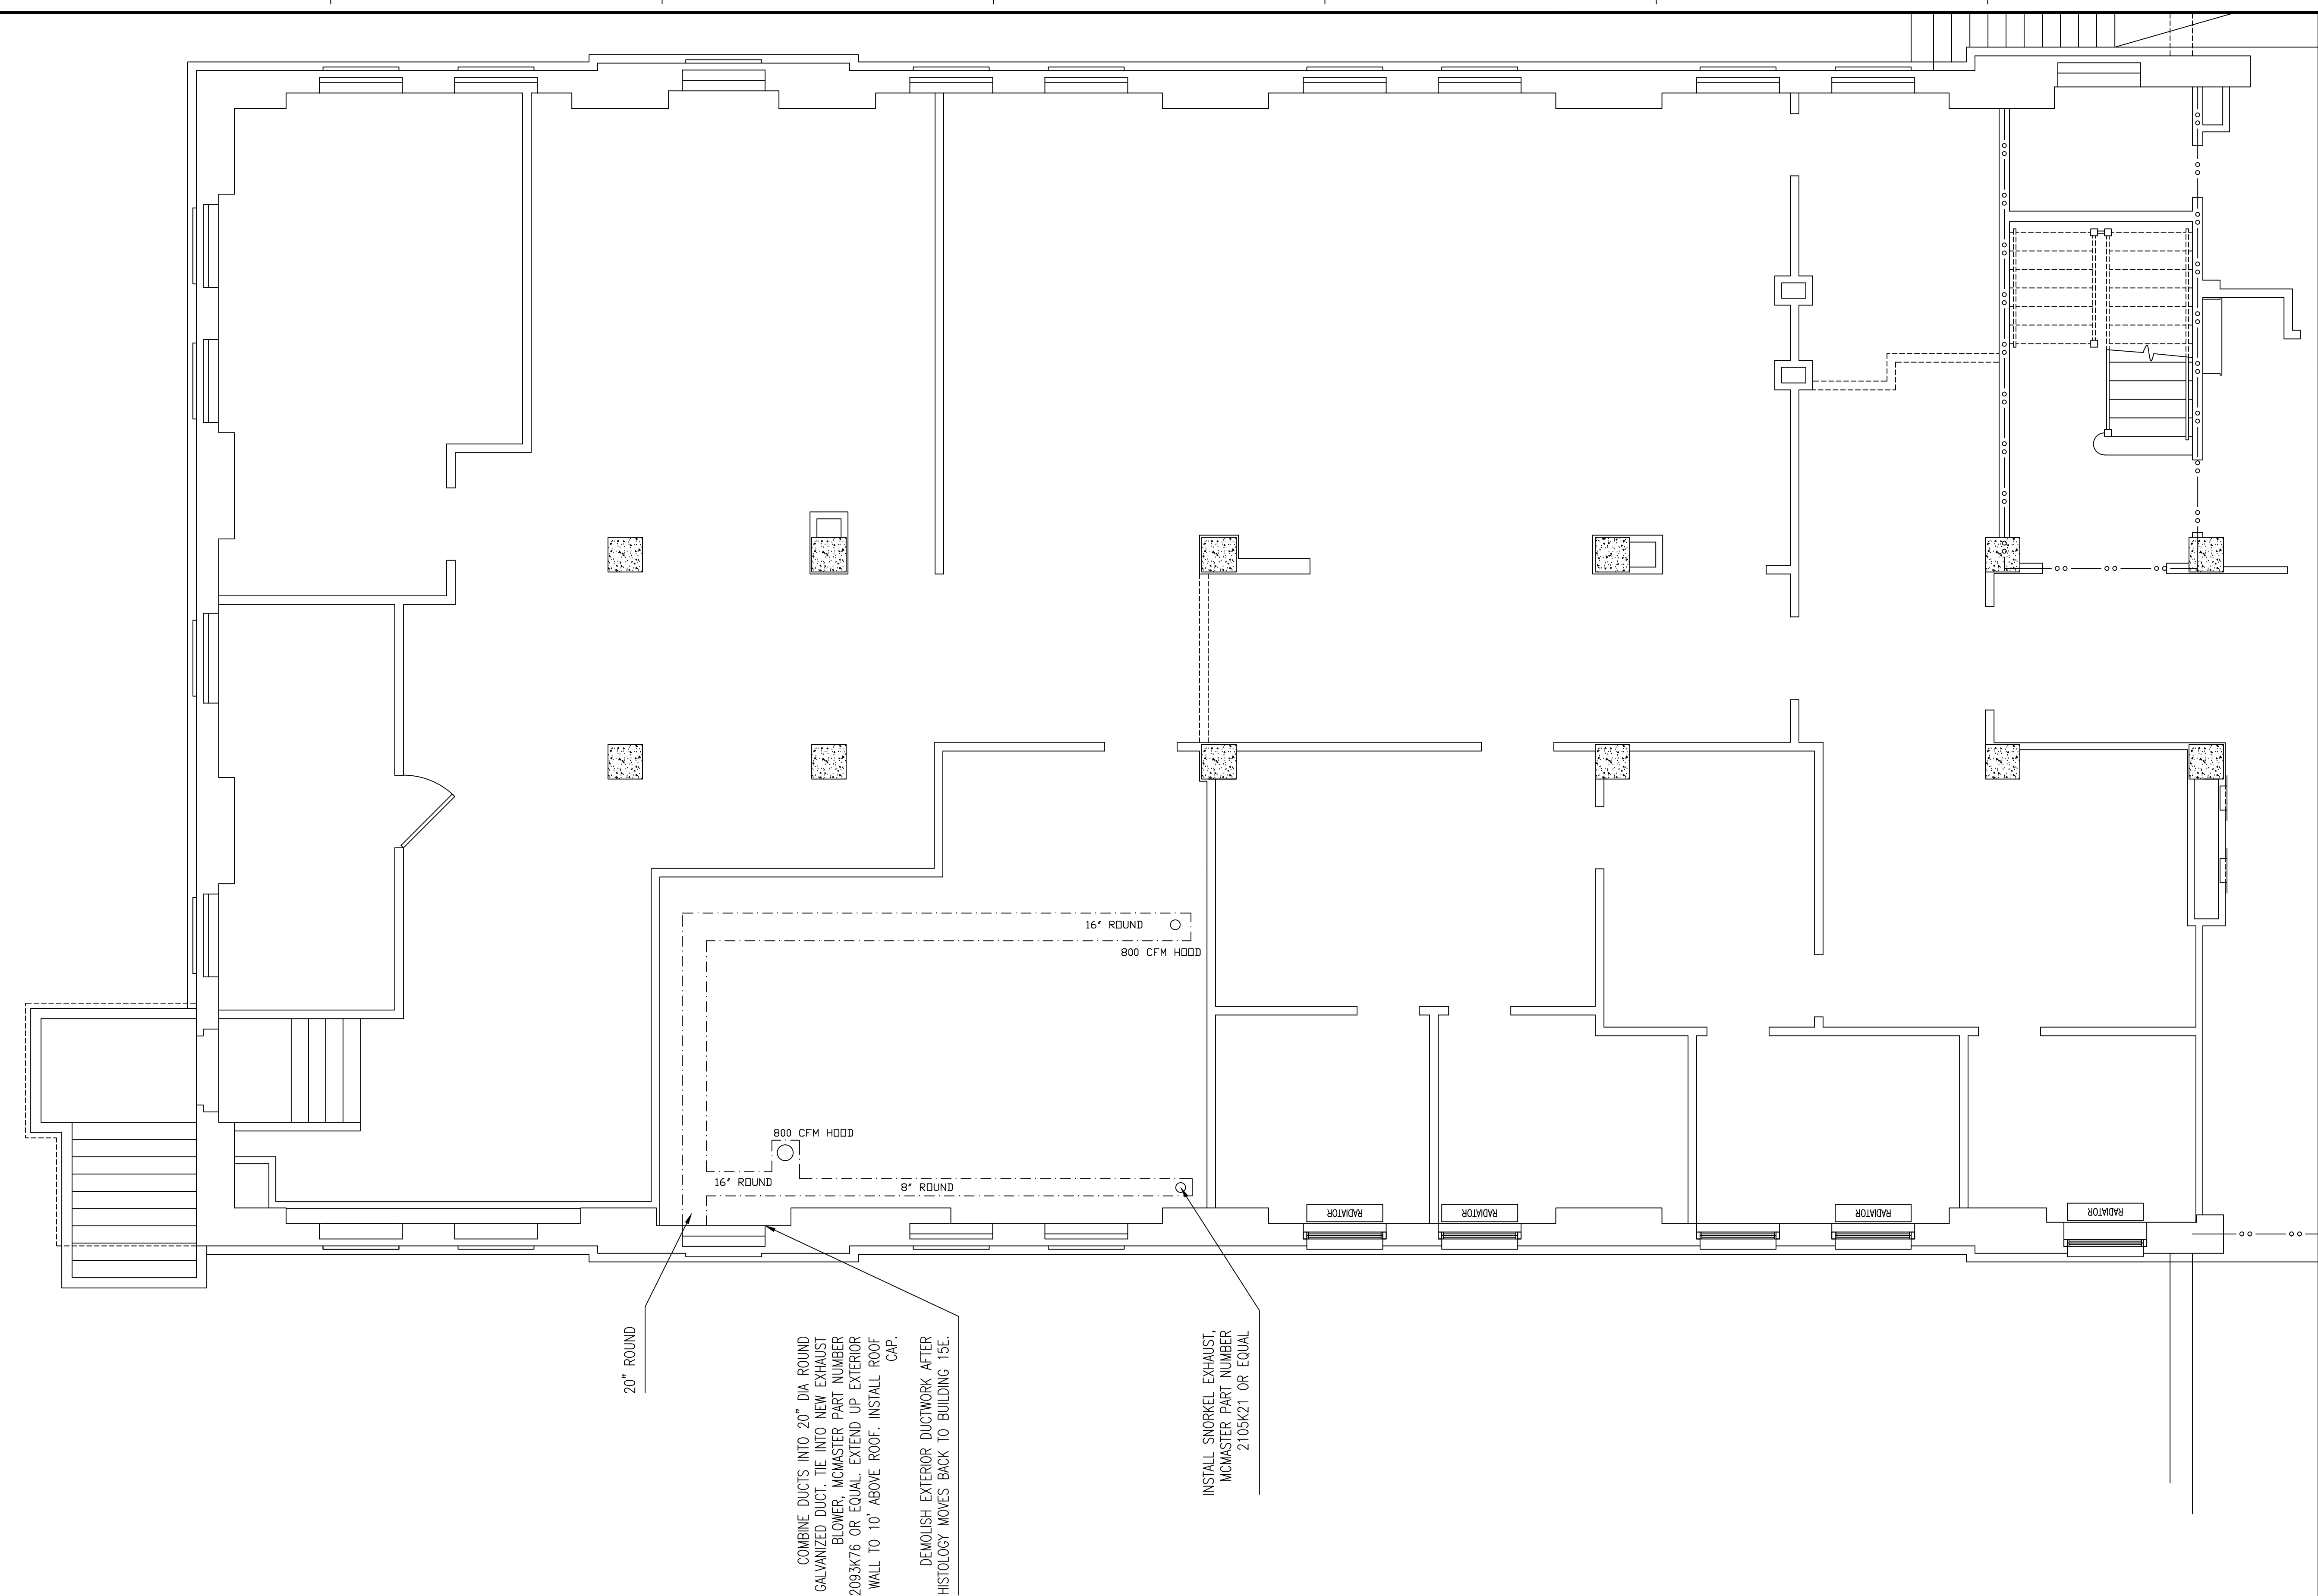 16" ROUND
800 CFM HOOD
800 CFM HOOD
16" ROUND
8" ROUND
RADIATOR
RADIATOR
RADIATOR
RADIATOR
20" ROUND
COMBINE DUCTS INTO 20" DIA ROUND
GALVANIZED DUCT. TIE INTO NEW EXHAUST
BLOWER, MCMASTER PART NUMBER
2093K76 OR EQUAL. EXTEND UP EXTERIOR
WALL TO 10' ABOVE ROOF. INSTALL ROOF
CAP.
DEMOLISH EXTERIOR DUCTWORK AFTER
HISTOLOGY MOVES BACK TO BUILDING 15E.
INSTALL SNORKEL EXHAUST,
MCMASTER PART NUMBER
2105K21 OR EQUAL